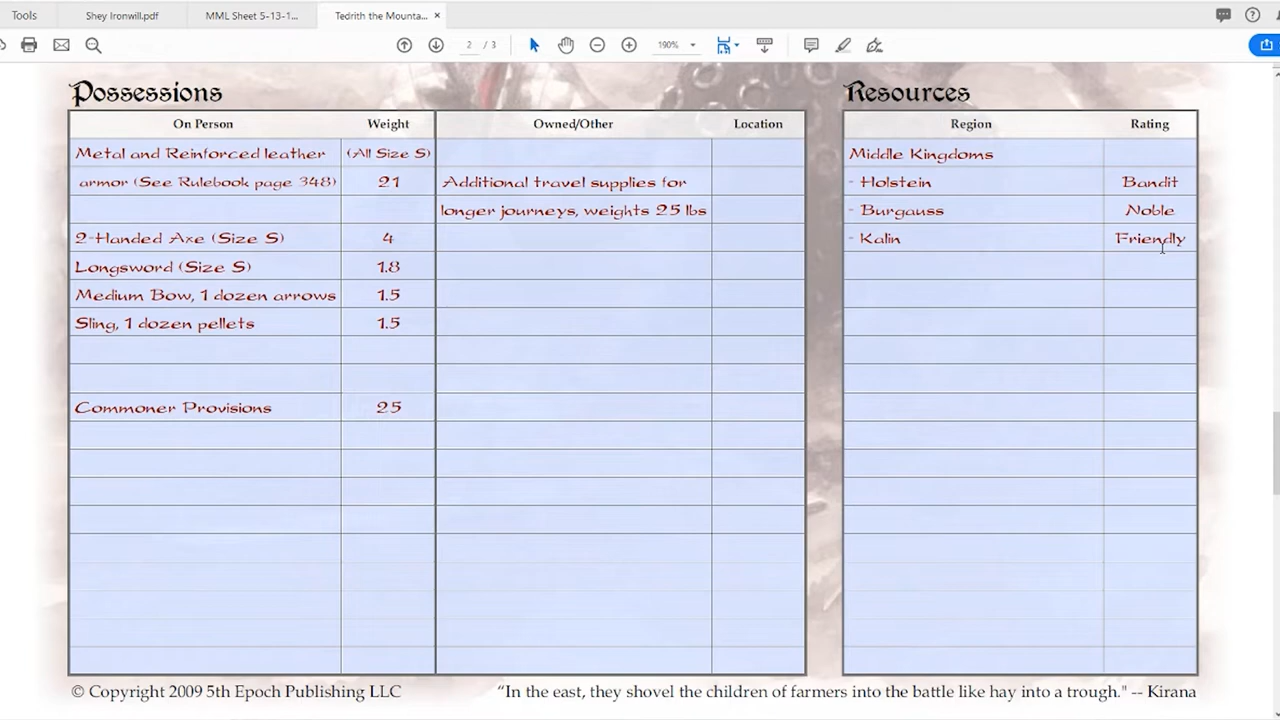 Tools Shey Ironwill.pdf MML Sheet 5-13-1... Tedrith the Mounta... ×
2 / 3 190%
Possessions Resources
On Person Weight Owned/Other Location Region Rating
Metal and Reinforced leather (All Size S) Middle Kingdoms
armor (See Rulebook page 348) 21 Additional travel supplies for - Holstein Bandit
longer journeys, weights 25 lbs - Burgauss Noble
2-Handed Axe (Size S) 4 - Kalin Friendly
Longsword (Size S) 1.8
Medium Bow, 1 dozen arrows 1.5
Sling, 1 dozen pellets 1.5
Commoner Provisions 25
© Copyright 2009 5th Epoch Publishing LLC "In the east, they shovel the children of farmers into the battle like hay into a trough." -- Kirana